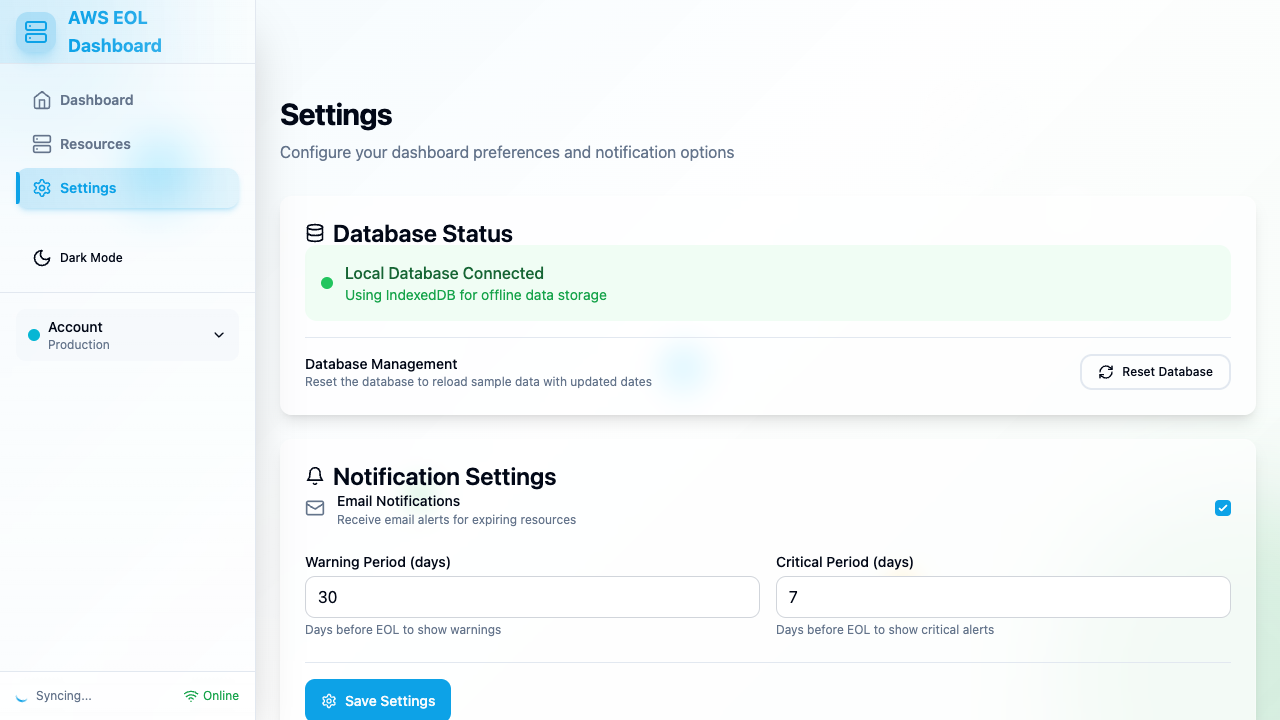 AWS EOL
Dashboard
Dashboard
Resources
Settings
Dark Mode
Account
Production
Syncing...
Online
Settings
Configure your dashboard preferences and notification options
Database Status
Local Database Connected
Using IndexedDB for offline data storage
Database Management
Reset the database to reload sample data with updated dates
Reset Database
Notification Settings
Email Notifications
Receive email alerts for expiring resources
Warning Period (days)
30
Days before EOL to show warnings
Critical Period (days)
7
Days before EOL to show critical alerts
Save Settings